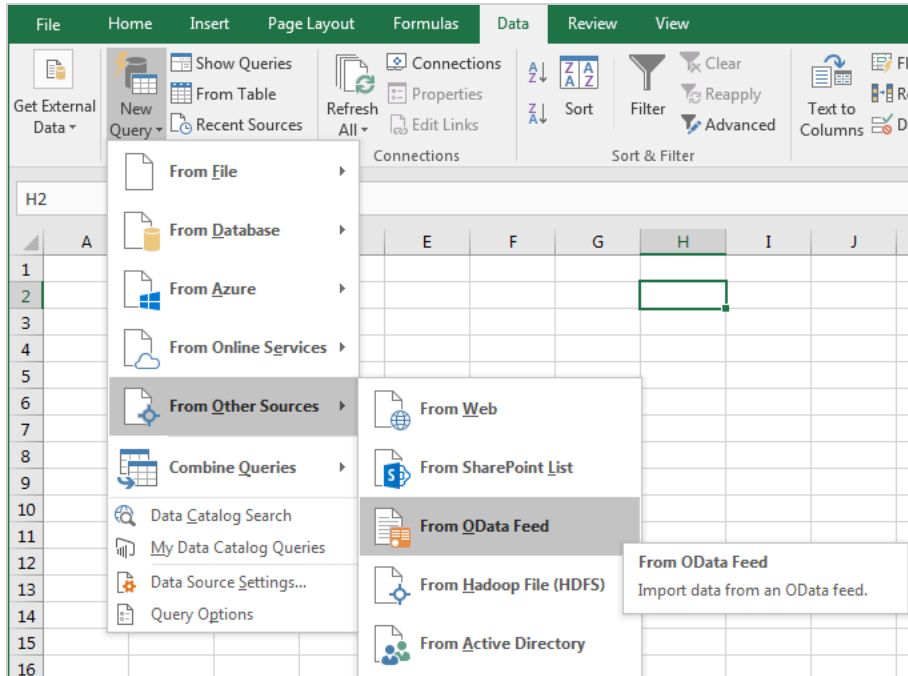 File Home Insert Page Layout Formulas Data Review View
Get External Data
New Query
Show Queries
From Table
Recent Sources
Refresh All
Connections
Properties
Edit Links
Connections
Sort
Filter
Clear
Reapply
Advanced
Sort & Filter
Text to Columns
H2
A E F G H I J
1
2
3
4
5
6
7
8
9
10
11
12
13
14
15
16
From File
From Database
From Azure
From Online Services
From Other Sources
Combine Queries
Data Catalog Search
My Data Catalog Queries
Data Source Settings...
Query Options
From Web
From SharePoint List
From OData Feed
From Hadoop File (HDFS)
From Active Directory
From OData Feed
Import data from an OData feed.